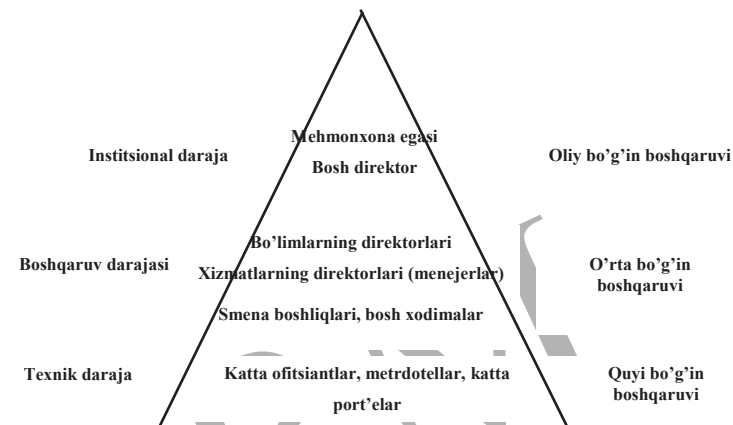 Mehmonxona egasi
Institsional daraja
Bosh direktor
Oliy bo'g'in boshqaruvi
Bo'limlarning direktorlari
Boshqaruv darajasi
Xizmatlarning direktorlari (menejerlar)
O'rta bo'g'in
boshqaruvi
Smena boshliqlari, bosh xodimalar
Texnik daraja
Katta ofitsiantlar, metrdotellar, katta
port'elar
Quyi bo'g'in
boshqaruvi